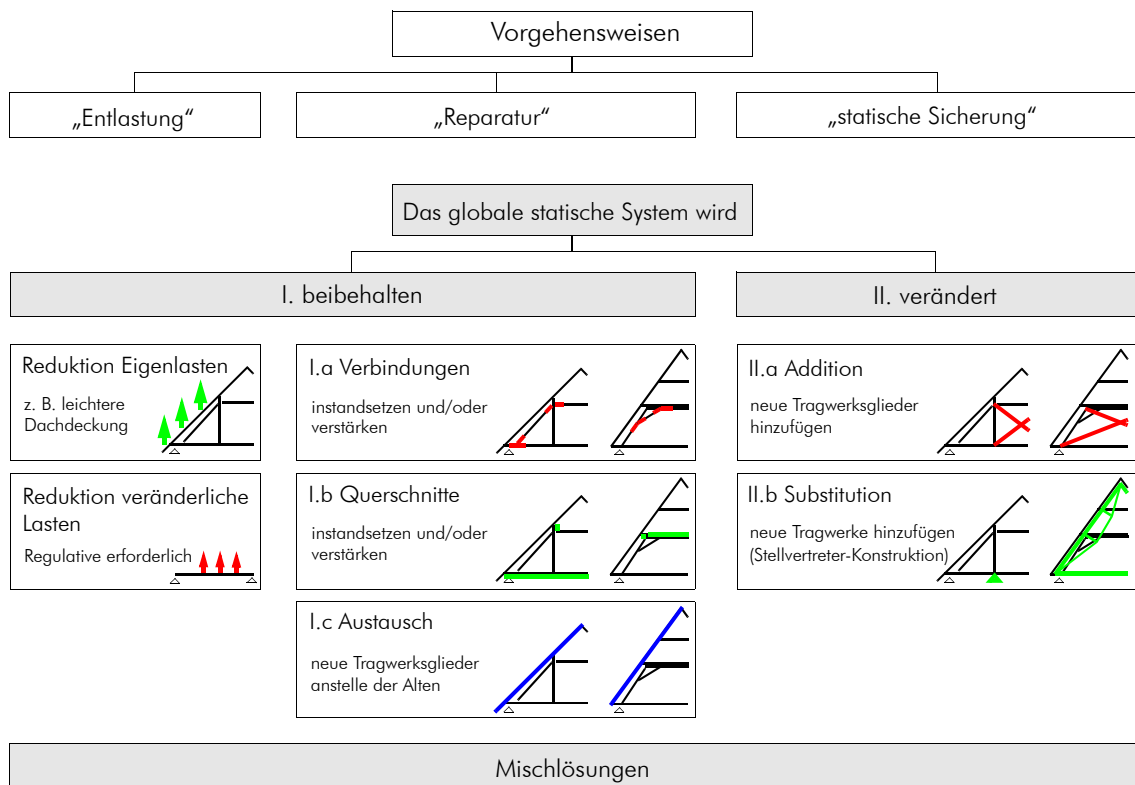 Vorgehensweisen
„Entlastung“
„Reparatur“
„statische Sicherung“
Das globale statische System wird
I. beibehalten
II. verändert
Reduktion Eigenlasten
z. B. leichtere
Dachdeckung
Reduktion veränderliche
Lasten
Regulative erforderlich
I.a Verbindungen
instandsetzen und/oder
verstärken
I.b Querschnitte
instandsetzen und/oder
verstärken
I.c Austausch
neue Tragwerksglieder
anstelle der Alten
II.a Addition
neue Tragwerksglieder
hinzufügen
II.b Substitution
neue Tragwerke hinzufügen
(Stellvertreter-Konstruktion)
Mischlösungen